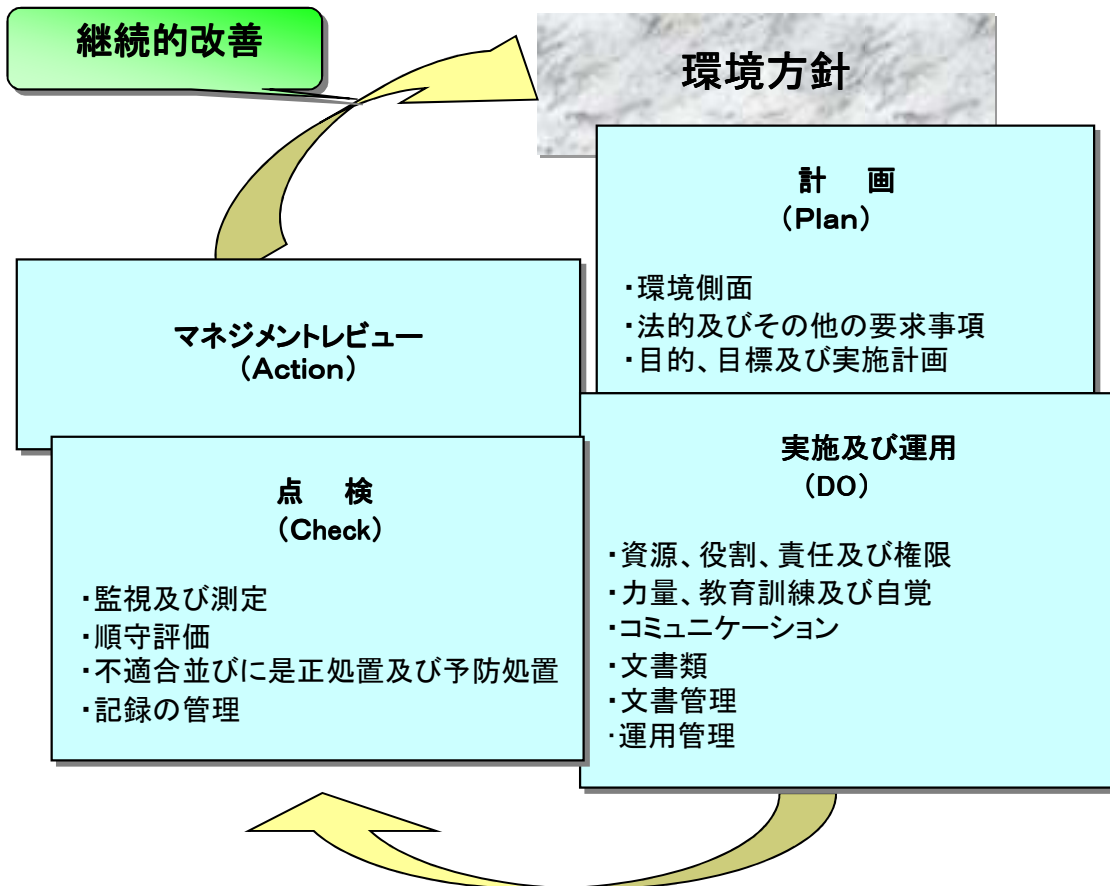 継続的改善
環境方針
計　画
（Plan）
・環境側面
・法的及びその他の要求事項
・目的、目標及び実施計画
マネジメントレビュー
（Action）
実施及び運用
（DO）
・資源、役割、責任及び権限
・力量、教育訓練及び自覚
・コミュニケーション
・文書類
・文書管理
・運用管理
点　検
（Check）
・監視及び測定
・順守評価
・不適合並びに是正処置及び予防処置
・記録の管理